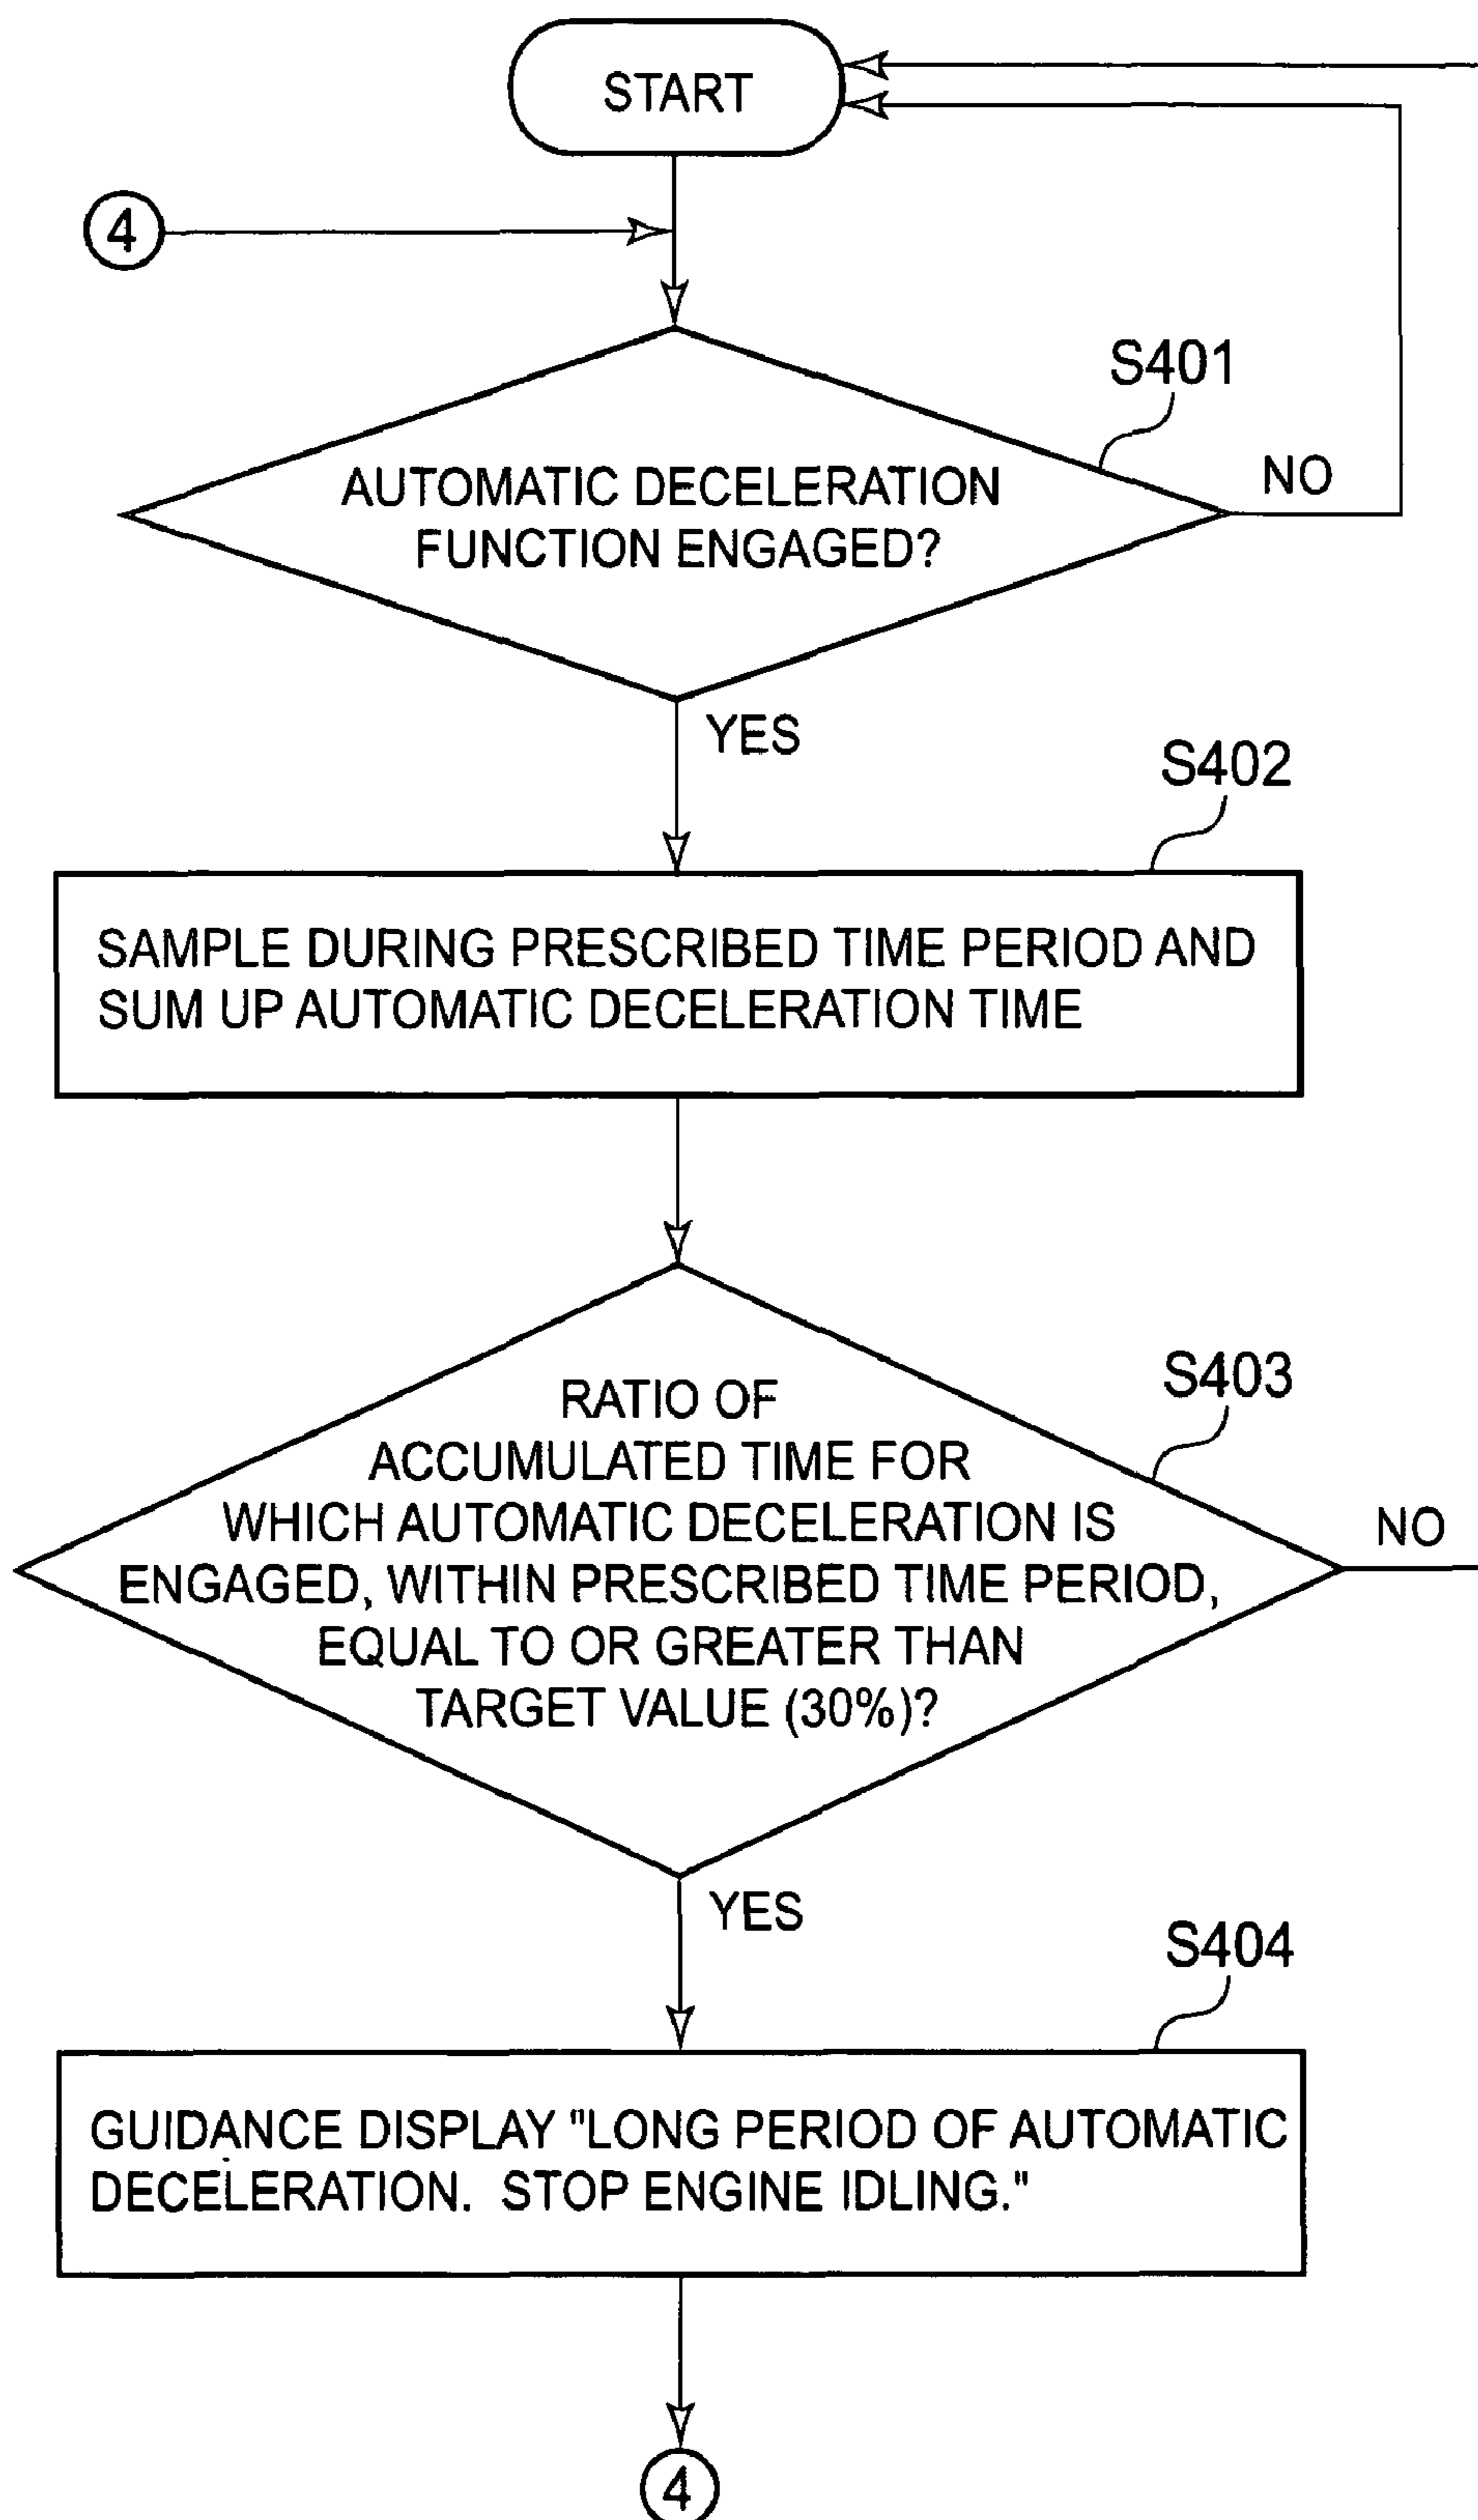 START
4
S401
AUTOMATIC DECELERATION
FUNCTION ENGAGED?
NO
YES
S402
SAMPLE DURING PRESCRIBED TIME PERIOD AND
SUM UP AUTOMATIC DECELERATION TIME
S403
RATIO OF
ACCUMULATED TIME FOR
WHICH AUTOMATIC DECELERATION IS
ENGAGED, WITHIN PRESCRIBED TIME PERIOD,
EQUAL TO OR GREATER THAN
TARGET VALUE (30%)?
NO
YES
S404
GUIDANCE DISPLAY "LONG PERIOD OF AUTOMATIC
DECELERATION. STOP ENGINE IDLING."
4